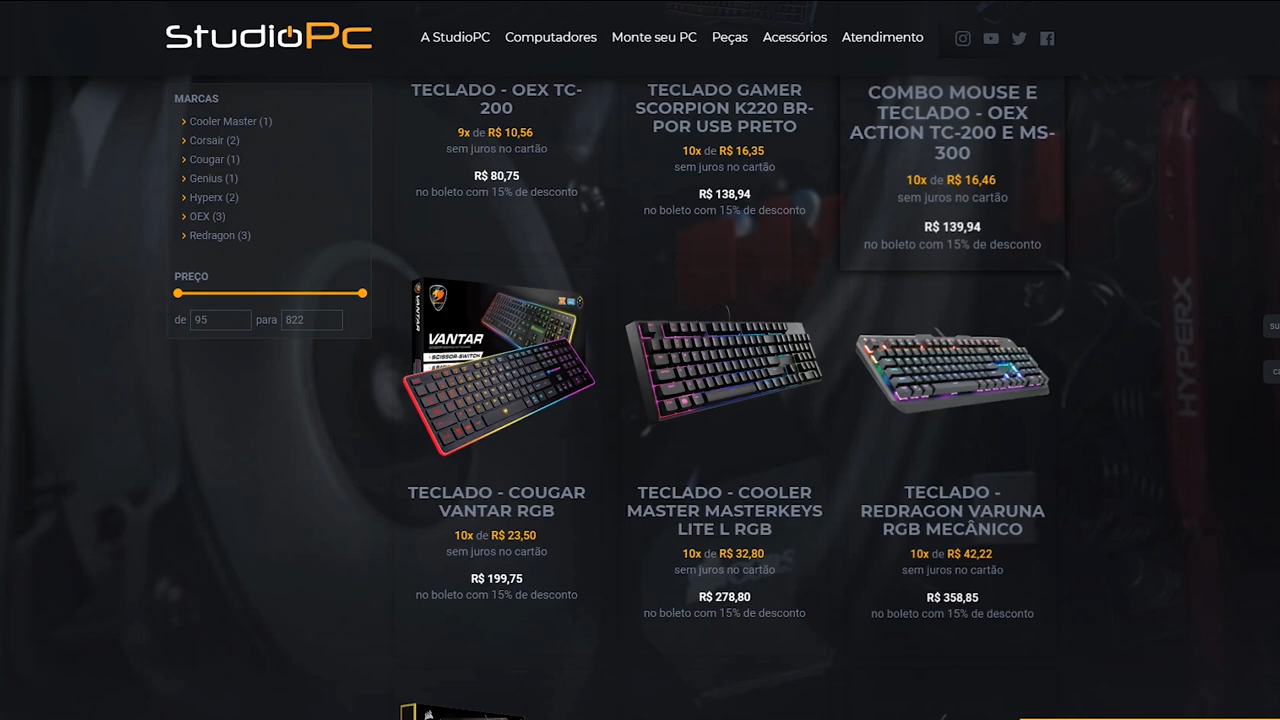 StudioPc
A StudioPC
Computadores
Monte seu PC
Peças
Acessórios
Atendimento
MARCAS
Cooler Master (1)
Corsair (2)
Cougar (1)
Genius (1)
Hyperx (2)
OEX (3)
Redragon (3)
PREÇO
de 95 para 822
TECLADO - OEX TC-
200
9x de R$ 10,56
sem juros no cartão
R$ 80,75
no boleto com 15% de desconto
TECLADO GAMER
SCORPION K220 BR-
POR USB PRETO
10x de R$ 16,35
sem juros no cartão
R$ 138,94
no boleto com 15% de desconto
COMBO MOUSE E
TECLADO - OEX
ACTION TC-200 E MS-
300
10x de R$ 16,46
sem juros no cartão
R$ 139,94
no boleto com 15% de desconto
VANTAR
VANTAR
SCISSOR-SWITCH
TECLADO - COUGAR
VANTAR RGB
10x de R$ 23,50
sem juros no cartão
R$ 199,75
no boleto com 15% de desconto
TECLADO - COOLER
MASTER MASTERKEYS
LITE L RGB
10x de R$ 32,80
sem juros no cartão
R$ 278,80
no boleto com 15% de desconto
TECLADO -
REDRAGON VARUNA
RGB MECÂNICO
10x de R$ 42,22
sem juros no cartão
R$ 358,85
no boleto com 15% de desconto
HYPERX
su
ca